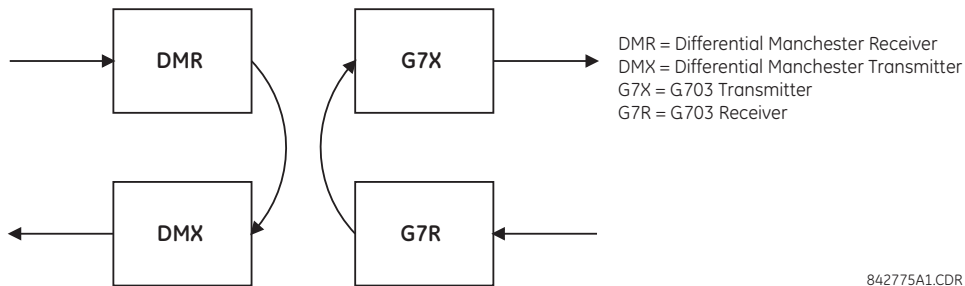 DMR
G7X
DMX
G7R
DMR = Differential Manchester Receiver
DMX = Differential Manchester Transmitter
G7X = G703 Transmitter
G7R = G703 Receiver
842775A1.CDR